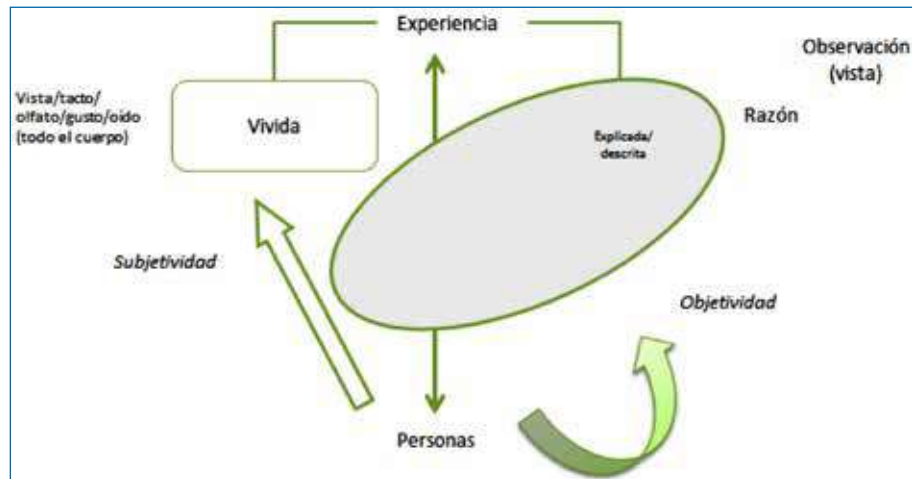 Experiencia
Observación
(vista)
Vista/tacto/
olfato/gusto/oído
(todo el cuerpo)
Vivida
Razón
Explicada/
descrita
Subjetividad
Objetividad
Personas